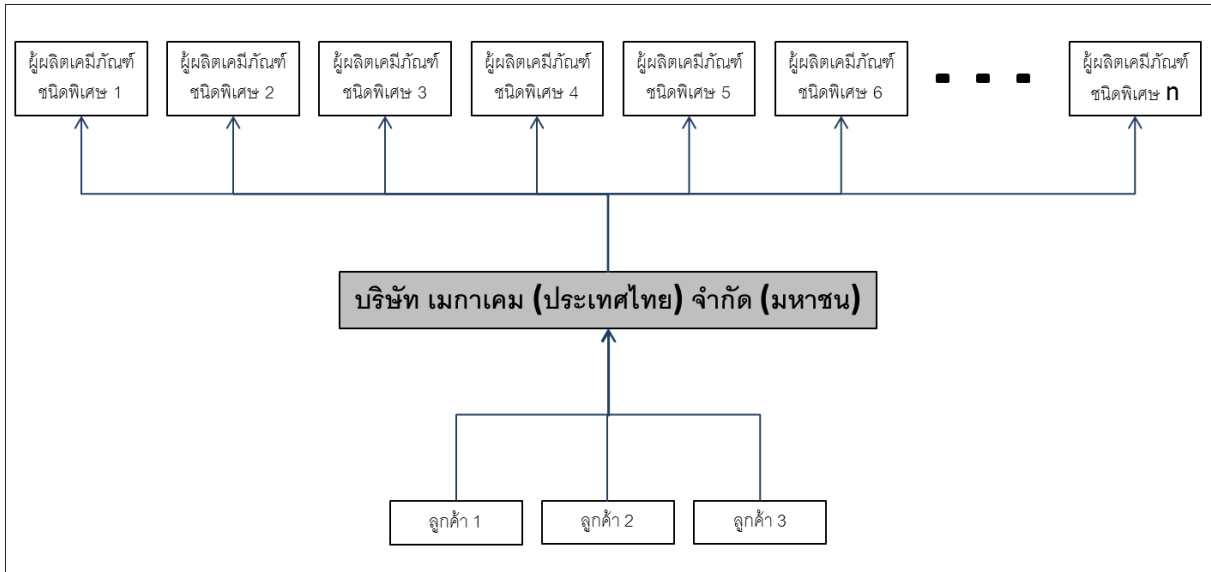 ผู้ผลิตเคมีภัณฑ์
ชนิดพิเศษ 1
ผู้ผลิตเคมีภัณฑ์
ชนิดพิเศษ 2
ผู้ผลิตเคมีภัณฑ์
ชนิดพิเศษ 3
ผู้ผลิตเคมีภัณฑ์
ชนิดพิเศษ 4
ผู้ผลิตเคมีภัณฑ์
ชนิดพิเศษ 5
ผู้ผลิตเคมีภัณฑ์
ชนิดพิเศษ 6
- - -
ผู้ผลิตเคมีภัณฑ์
ชนิดพิเศษ n
บริษัท เมกาเคม (ประเทศไทย) จำกัด (มหาชน)
ลูกค้า 1
ลูกค้า 2
ลูกค้า 3